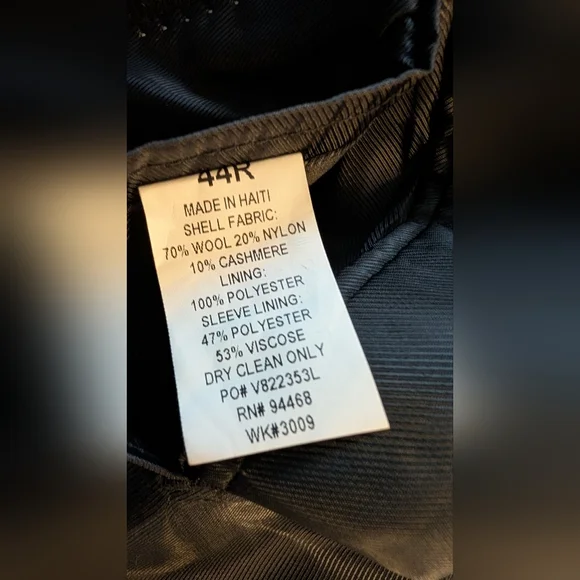 44R
MADE IN HAITI
SHELL FABRIC:
70% WOOL 20% NYLON
10% CASHMERE
LINING:
100% POLYESTER
SLEEVE LINING:
47% POLYESTER
53% VISCOSE
DRY CLEAN ONLY
PO# V822353L
RN# 94468
WK#3009